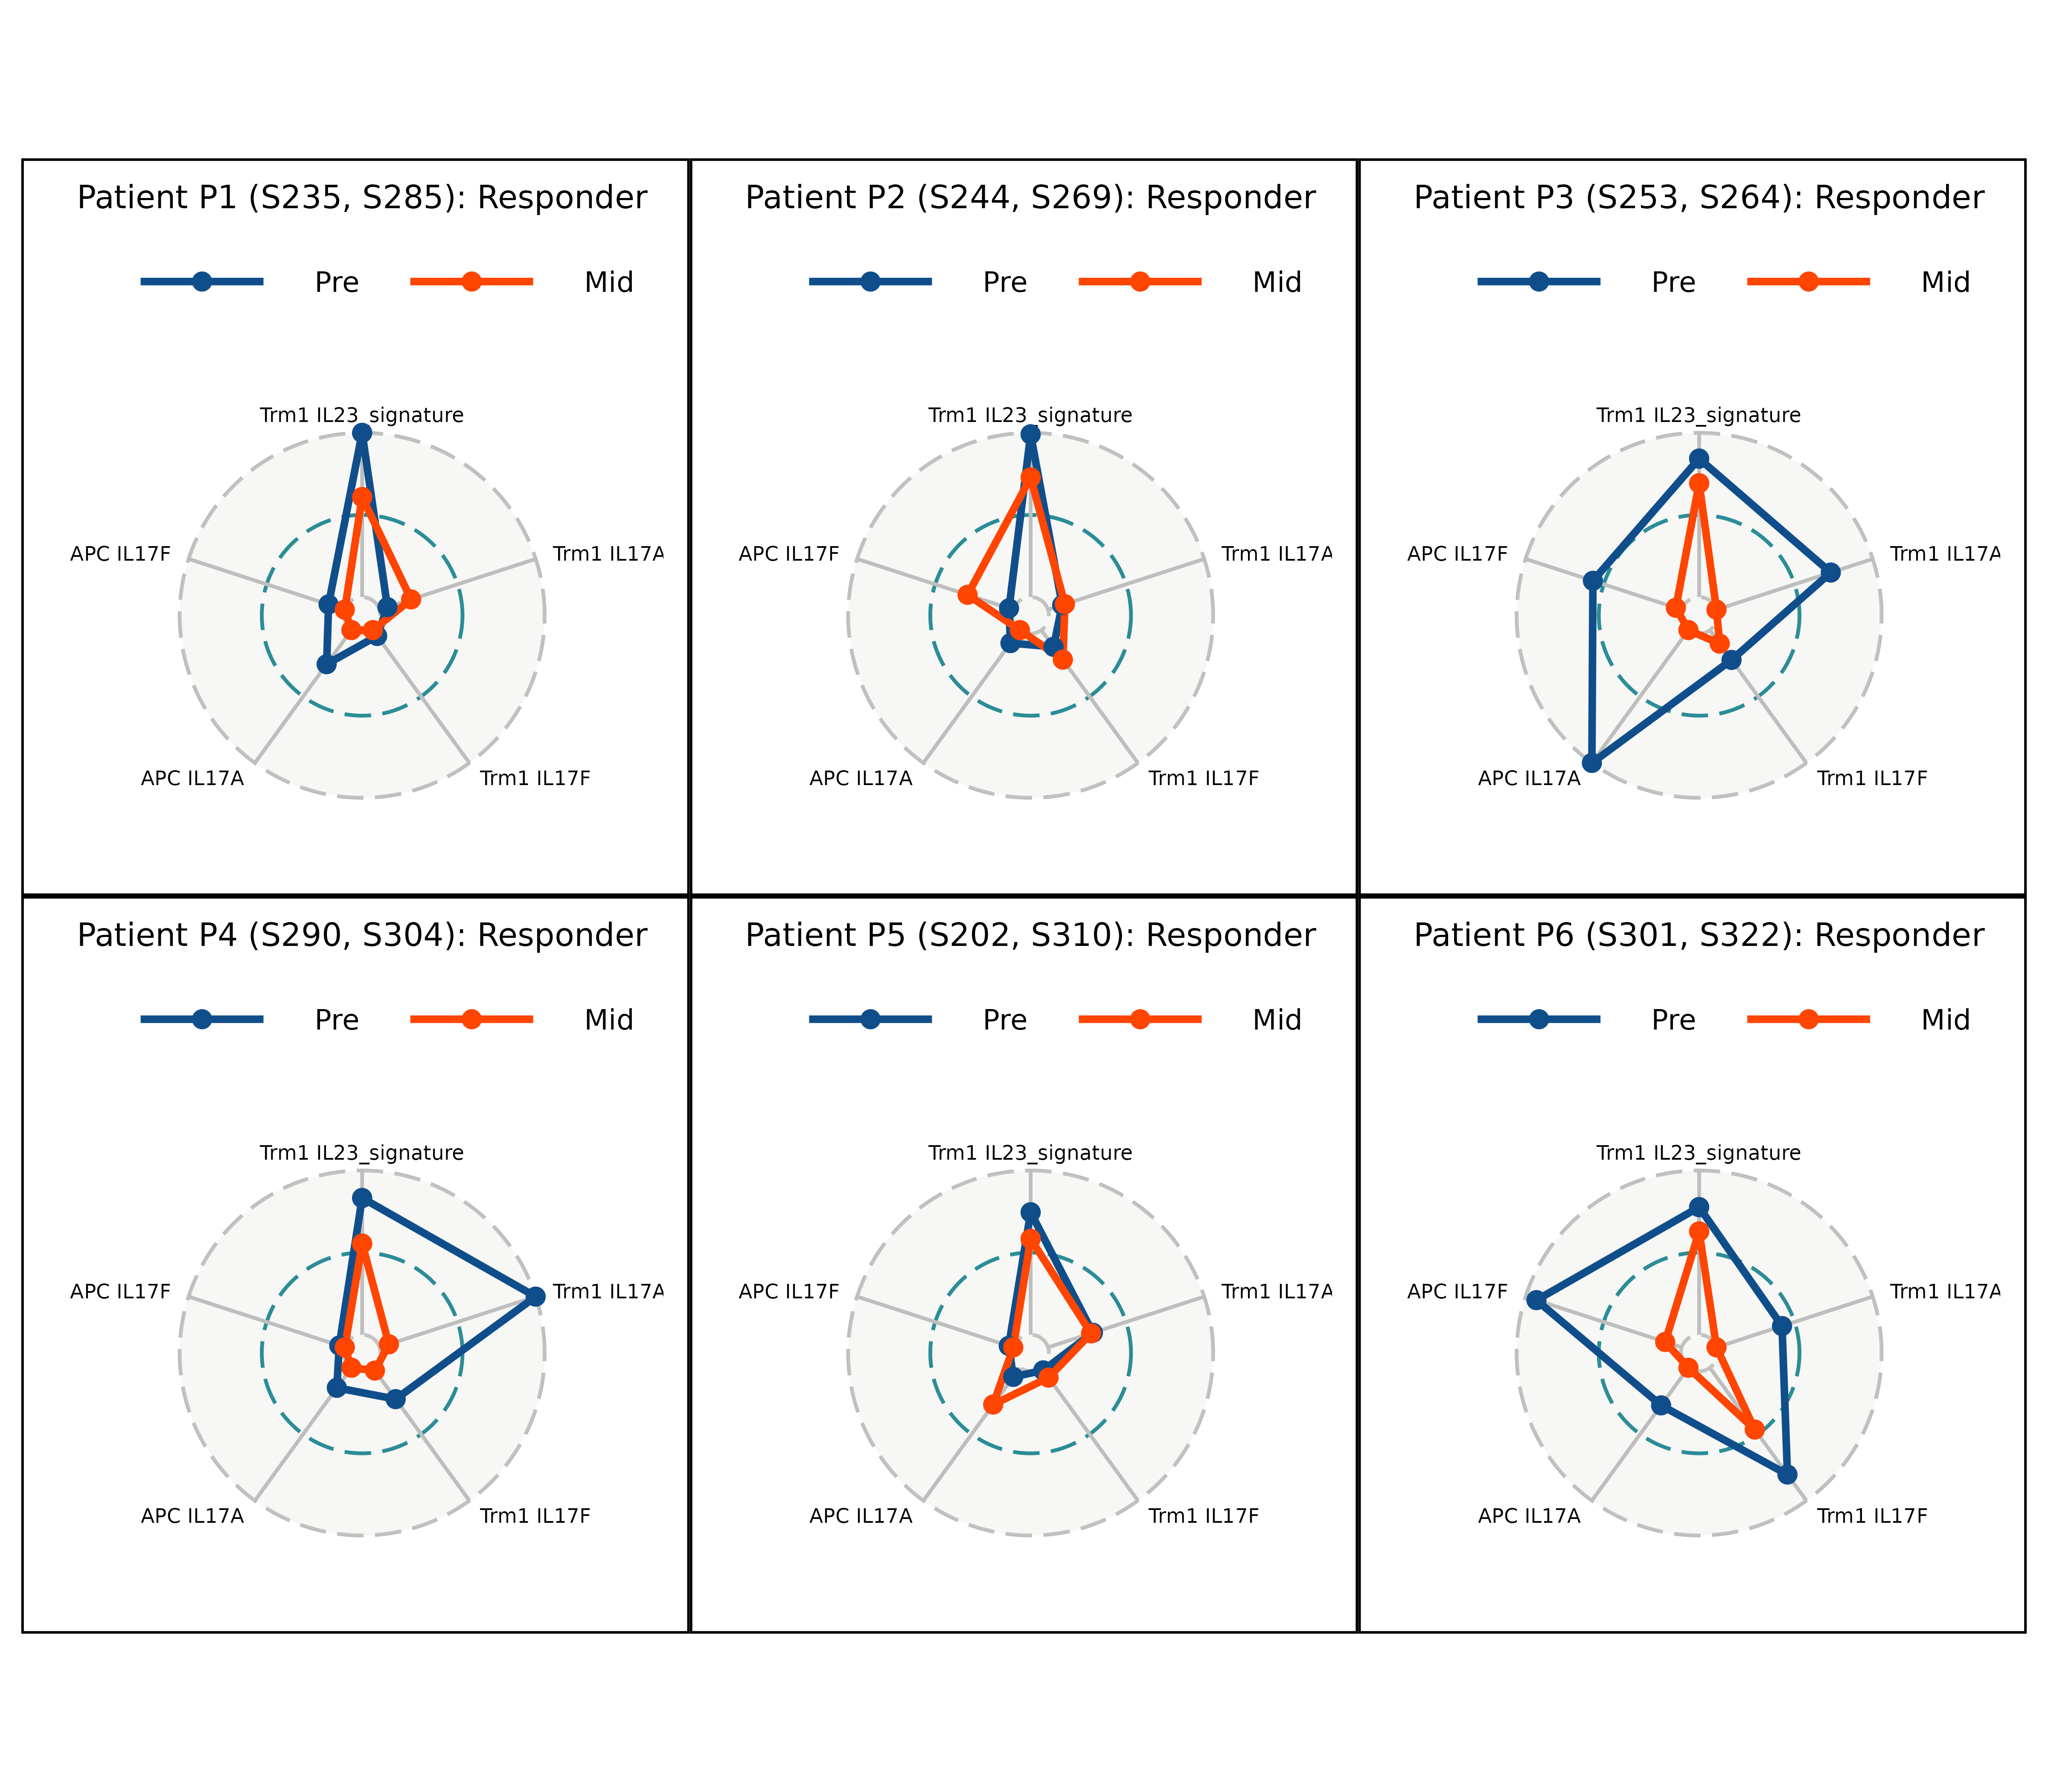 Patient P1 (S235, S285): Responder
Pre Mid
Trm1 IL23_signature
APC IL17F
Trm1 IL17A
APC IL17A
Trm1 IL17F
Patient P2 (S244, S269): Responder
Pre Mid
Trm1 IL23_signature
APC IL17F
Trm1 IL17A
APC IL17A
Trm1 IL17F
Patient P3 (S253, S264): Responder
Pre Mid
Trm1 IL23_signature
APC IL17F
Trm1 IL17A
APC IL17A
Trm1 IL17F
Patient P4 (S290, S304): Responder
Pre Mid
Trm1 IL23_signature
APC IL17F
Trm1 IL17A
APC IL17A
Trm1 IL17F
Patient P5 (S202, S310): Responder
Pre Mid
Trm1 IL23_signature
APC IL17F
Trm1 IL17A
APC IL17A
Trm1 IL17F
Patient P6 (S301, S322): Responder
Pre Mid
Trm1 IL23_signature
APC IL17F
Trm1 IL17A
APC IL17A
Trm1 IL17F